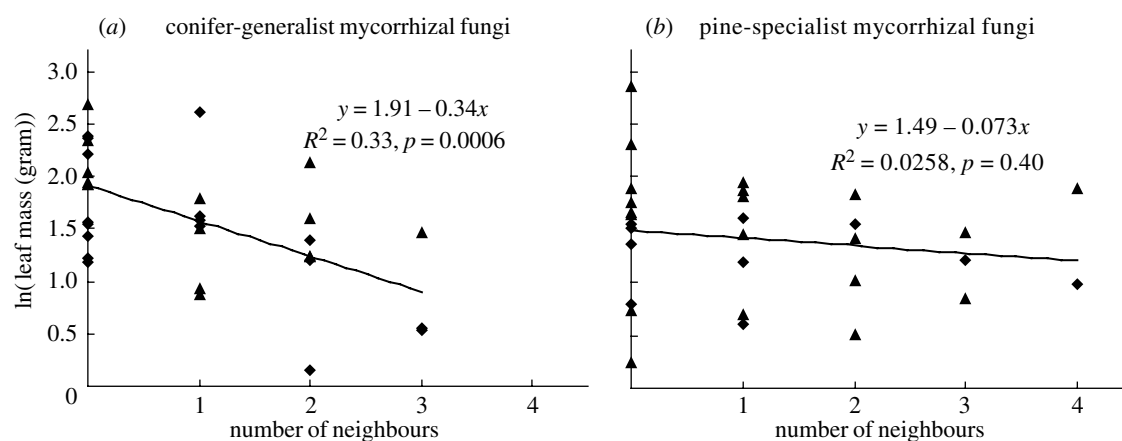 (a) conifer-generalist mycorrhizal fungi
3.0
2.5
2.0
1.5
1.0
0.5
0
ln(leaf mass (gram))
y = 1.91 – 0.34x
R² = 0.33, p = 0.0006
1 2 3 4
number of neighbours
(b) pine-specialist mycorrhizal fungi
y = 1.49 – 0.073x
R² = 0.0258, p = 0.40
1 2 3 4
number of neighbours